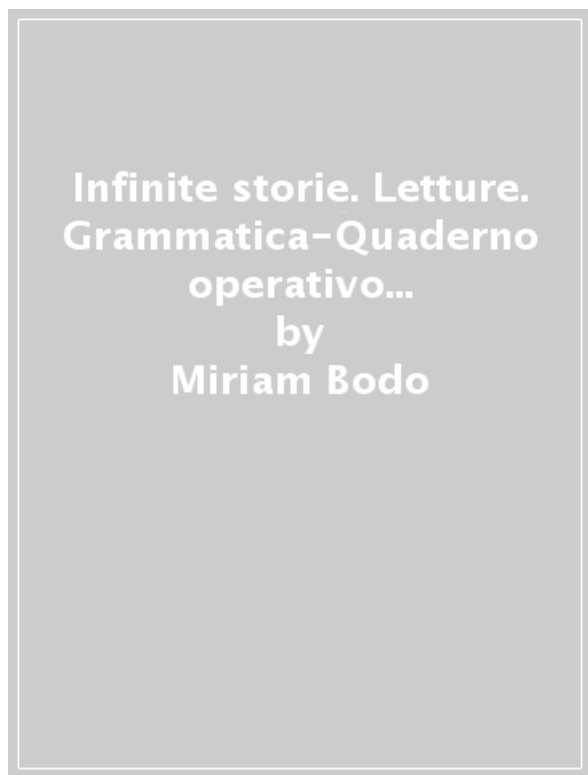 Infinite storie. Letture.
Grammatica-Quaderno
operativo...
by
Miriam Bodo